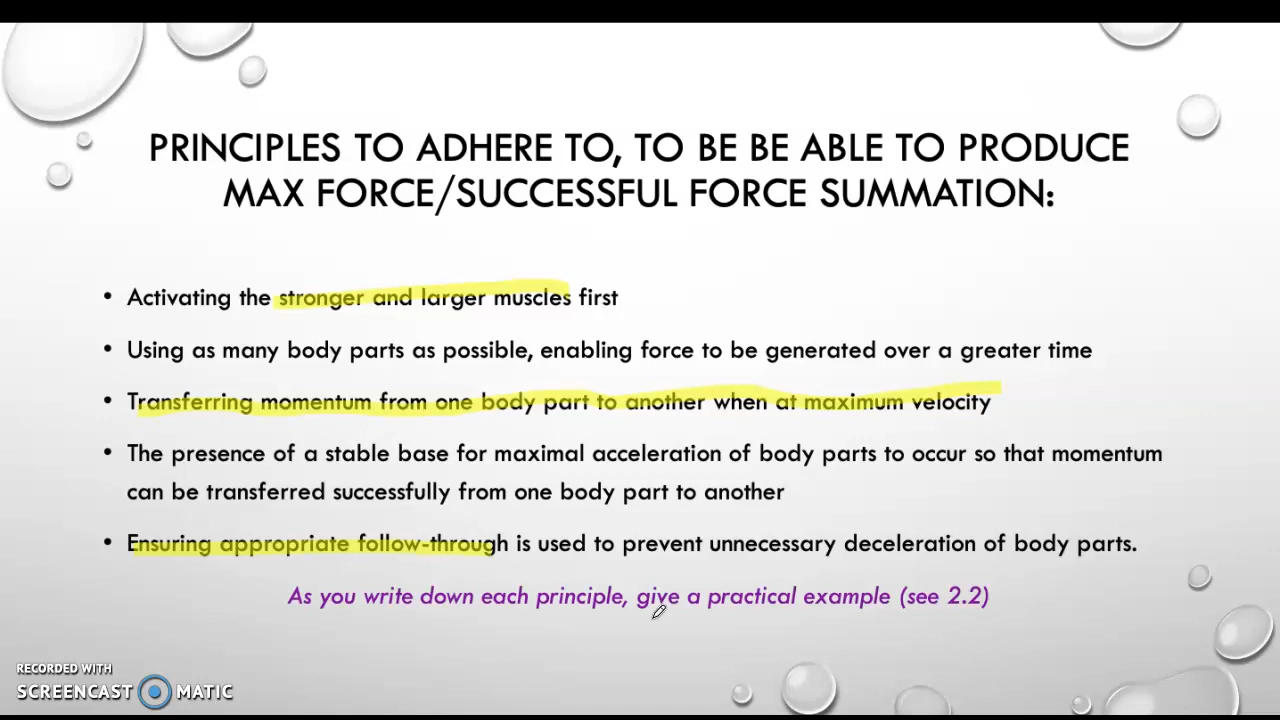 PRINCIPLES TO ADHERE TO, TO BE BE ABLE TO PRODUCE
MAX FORCE/SUCCESSFUL FORCE SUMMATION:
• Activating the stronger and larger muscles first
• Using as many body parts as possible, enabling force to be generated over a greater time
• Transferring momentum from one body part to another when at maximum velocity
• The presence of a stable base for maximal acceleration of body parts to occur so that momentum
can be transferred successfully from one body part to another
• Ensuring appropriate follow-through is used to prevent unnecessary deceleration of body parts.
As you write down each principle, give a practical example (see 2.2)
RECORDED WITH
SCREENCAST MATIC